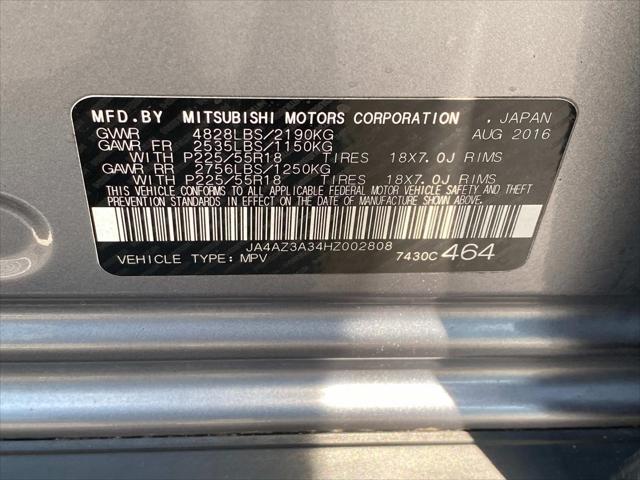 MFD.BY MITSUBISHI MOTORS CORPORATION , JAPAN
GVWR 4828LBS/2190KG AUG 2016
GAWR FR 2535LBS/1150KG
WITH P225/55R18 TIRES 18X7.0J RIMS
GAWR RR 2756LBS/1250KG
WITH P225/55R18 TIRES 18X7.0J RIMS
THIS VEHICLE CONFORMS TO ALL APPLICABLE FEDERAL MOTOR VEHICLE SAFETY AND THEFT
PREVENTION STANDARDS IN EFFECT ON THE DATE OF MANUFACTURE SHOWN ABOVE.
JA4AZ3A34HZ002808
VEHICLE TYPE: MPV 7430C 464